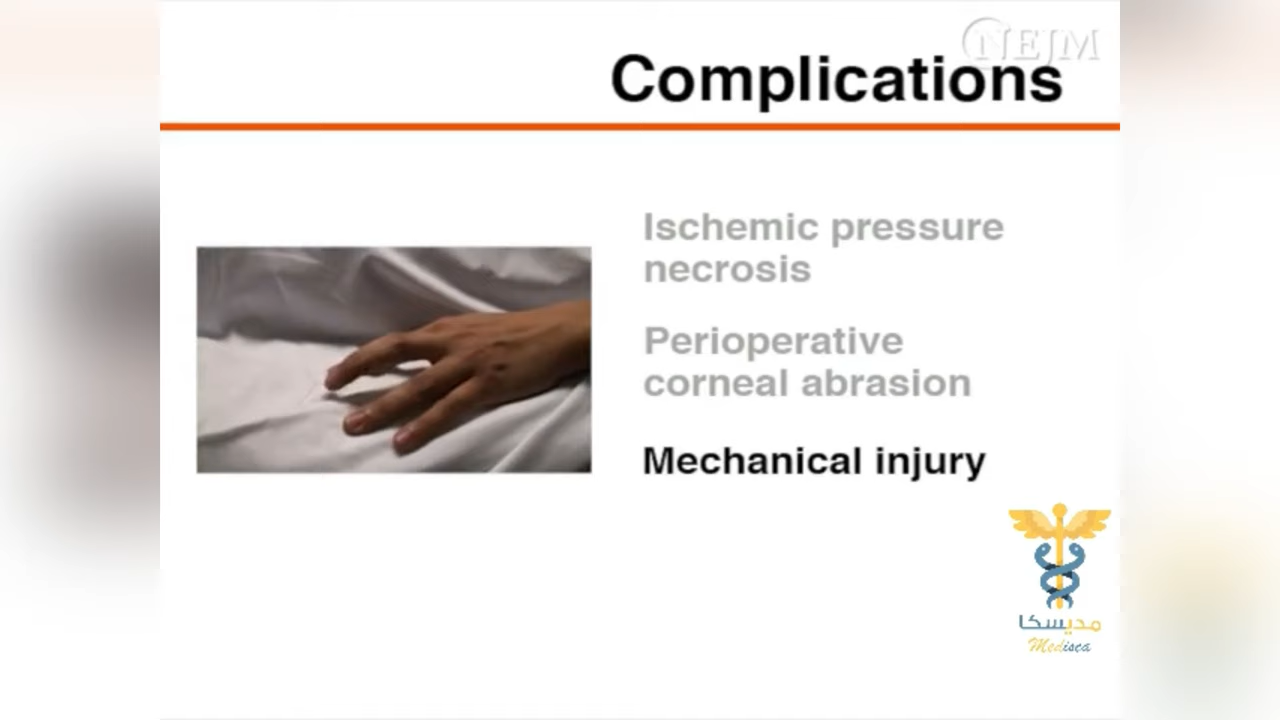 NEJM
Complications
Ischemic pressure
necrosis
Perioperative
corneal abrasion
Mechanical injury
مديسكا
Medisca